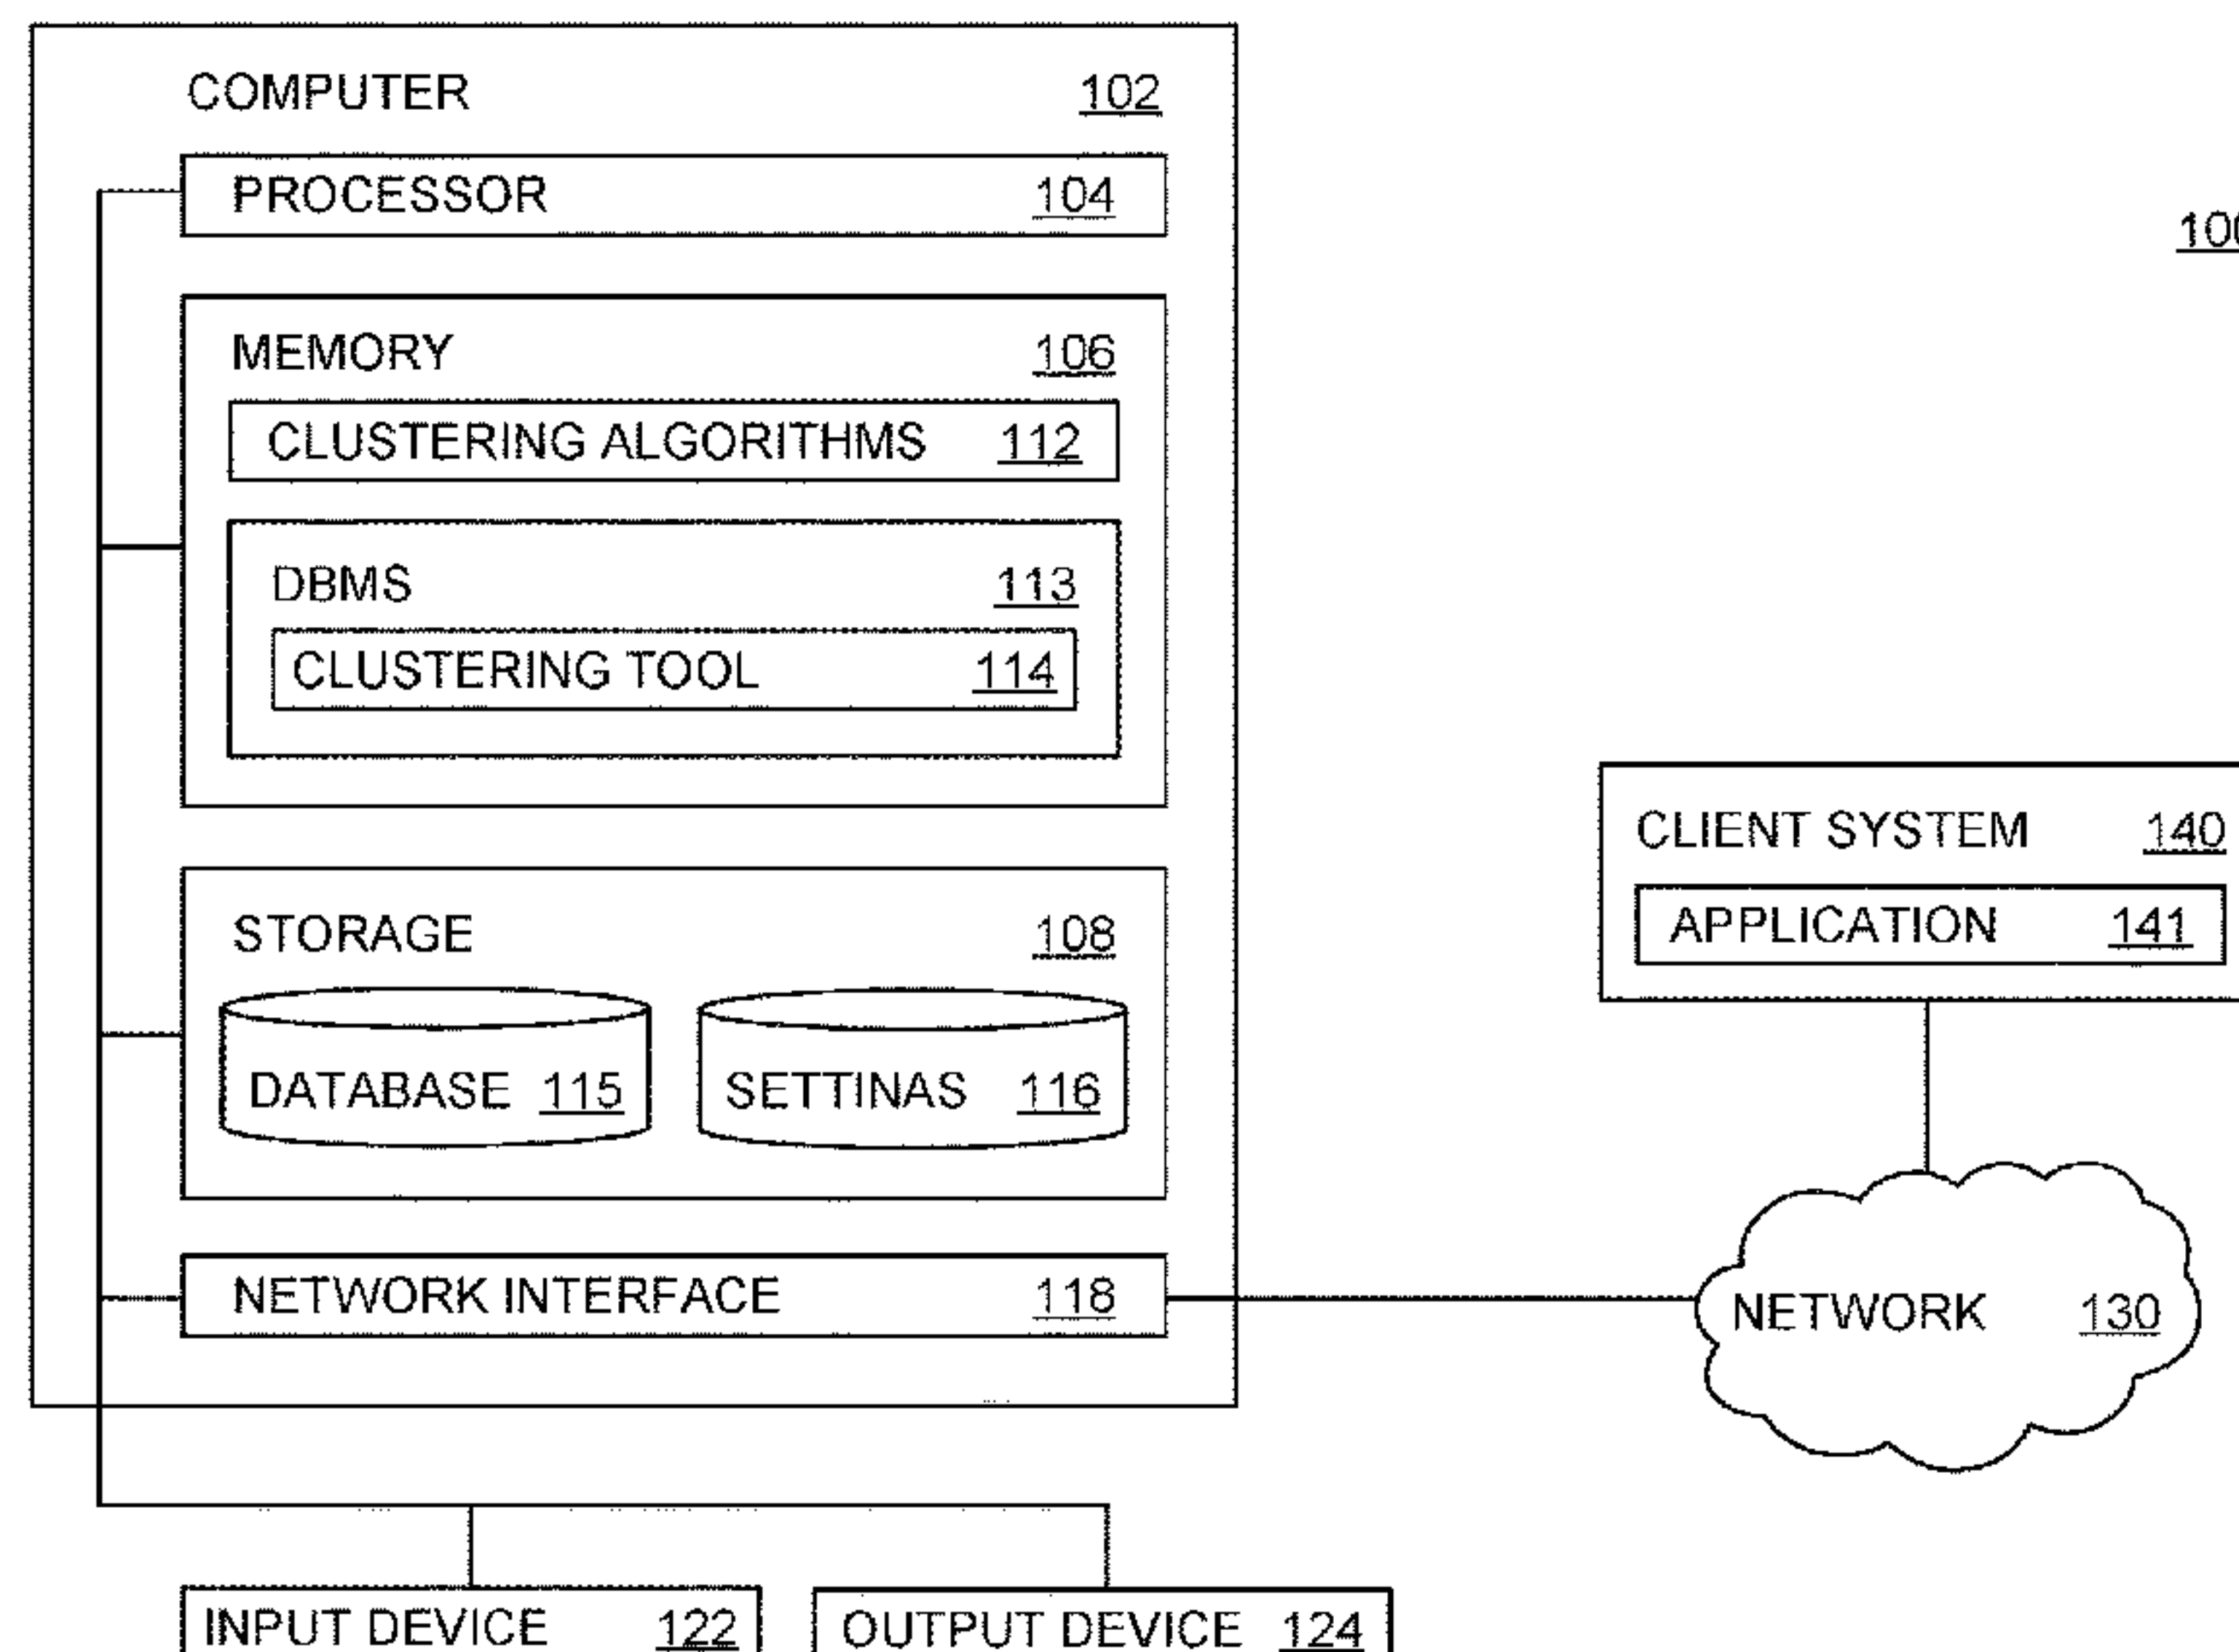 COMPUTER 102
PROCESSOR 104
100
MEMORY 106
CLUSTERING ALGORITHMS 112
DBMS 113
CLUSTERING TOOL 114
CLIENT SYSTEM 140
APPLICATION 141
STORAGE 108
DATABASE 115 SETTINAS 116
NETWORK INTERFACE 118
NETWORK 130
INPUT DEVICE 122 OUTPUT DEVICE 124